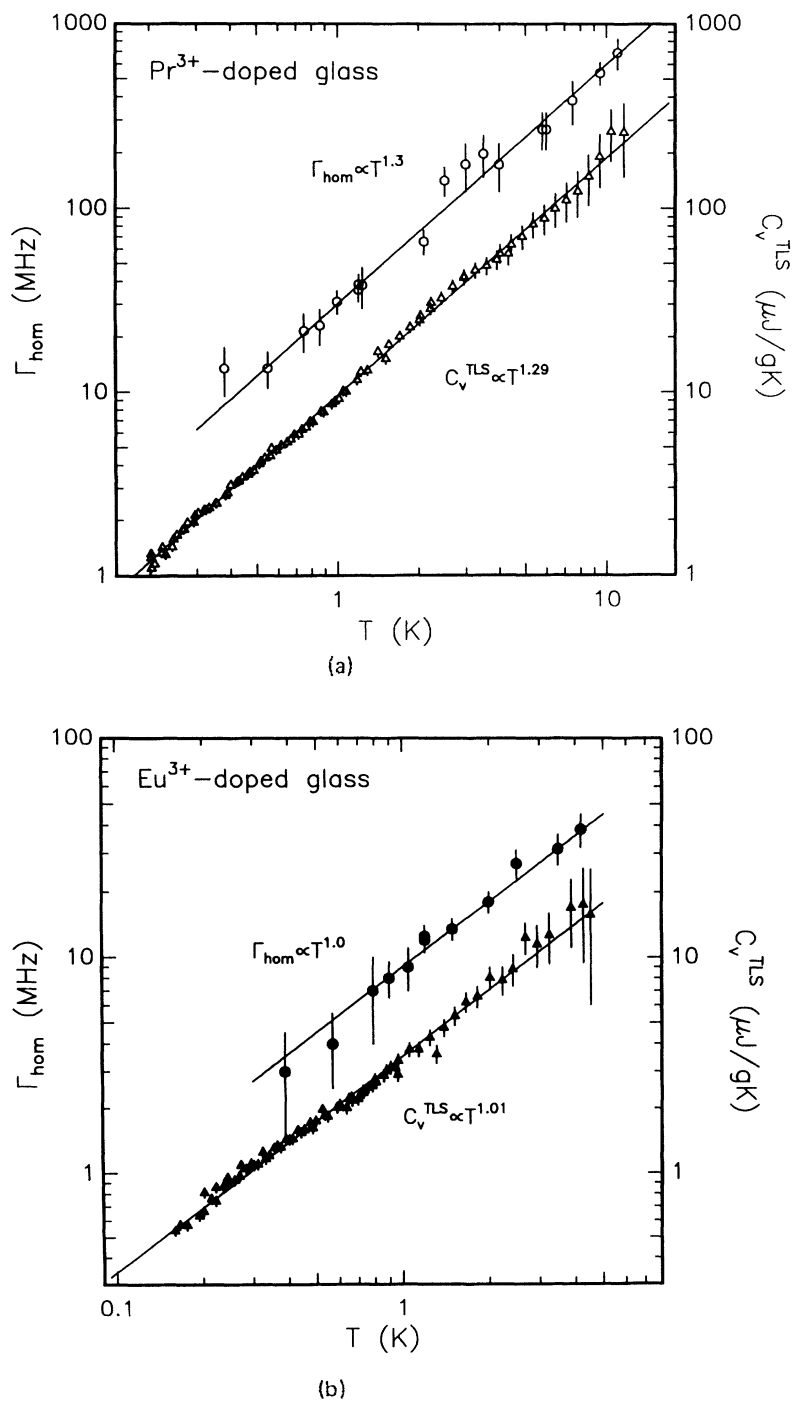 1000
1000
Pr³⁺-doped glass
Γhom∝T¹·³
100
100
Γhom (MHz)
CvTLS (μJ/gK)
CvTLS∝T¹·²⁹
10
10
1
1
1
10
T (K)
(a)
100
100
Eu³⁺-doped glass
Γhom∝T¹·⁰
10
10
Γhom (MHz)
CvTLS (μJ/gK)
CvTLS∝T¹·⁰¹
1
1
0.1
1
T (K)
(b)